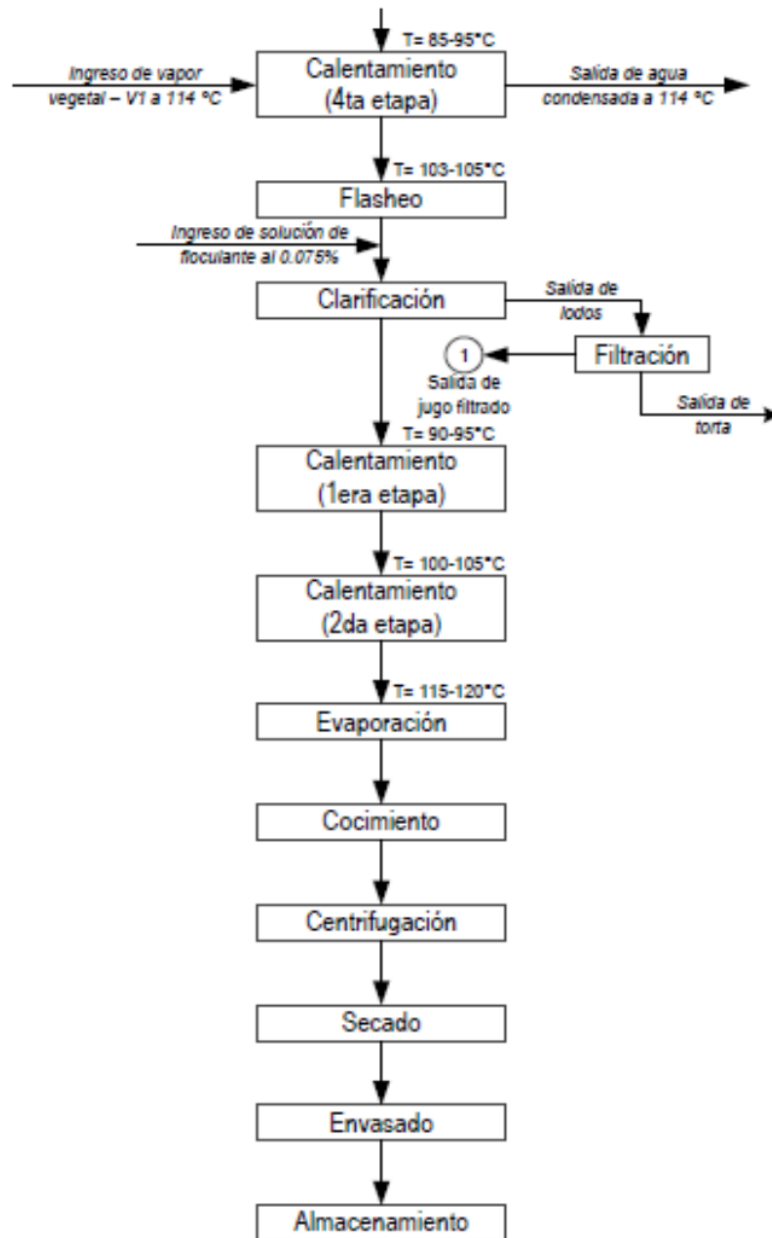 T= 85-95°C
Ingreso de vapor
vegetal – V1 a 114 ºC
Calentamiento
(4ta etapa)
Salida de agua
condensada a 114 ºC
T= 103-105°C
Flasheo
Ingreso de solución de
floculante al 0.075%
Clarificación
Salida de
lodos
Filtración
1
Salida de
jugo filtrado
Salida de
torta
T= 90-95°C
Calentamiento
(1era etapa)
T= 100-105°C
Calentamiento
(2da etapa)
T= 115-120°C
Evaporación
Cocimiento
Centrifugación
Secado
Envasado
Almacenamiento